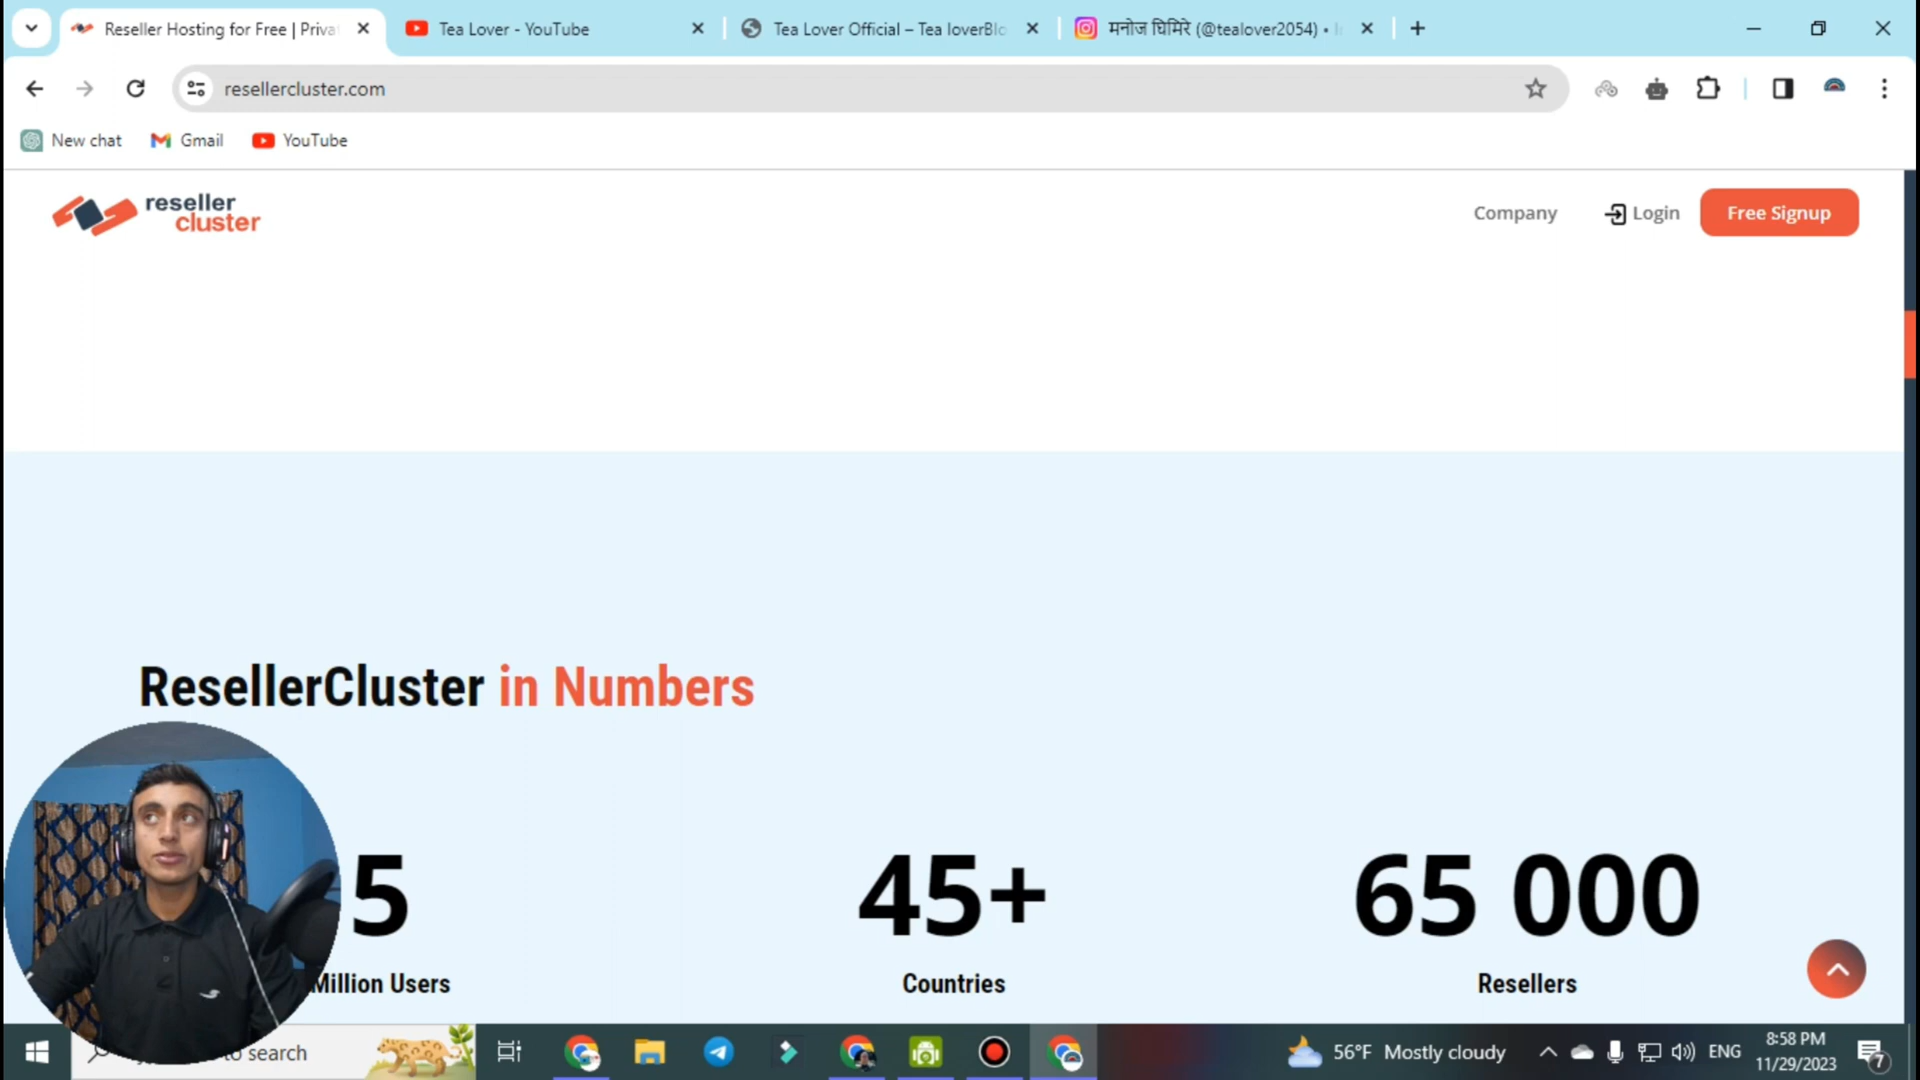 Reseller Hosting for Free | Priva
Tea Lover - YouTube
Tea Lover Official – Tea loverBlo
मनोज घिमिरे (@tealover2054) •
resellercluster.com
New chat
Gmail
YouTube
reseller
cluster
Company
Login
Free Signup
ResellerCluster in Numbers
5
45+
65 000
Million Users
Countries
Resellers
to search
56°F Mostly cloudy
ENG
8:58 PM
11/29/2023
7